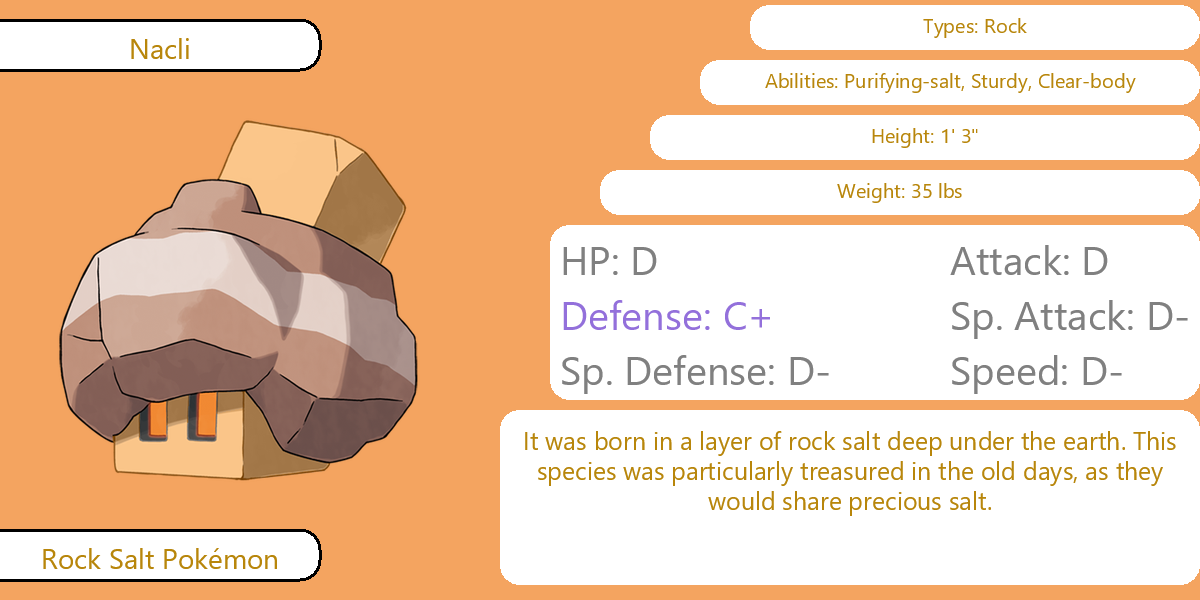 Nacli
Types: Rock
Abilities: Purifying-salt, Sturdy, Clear-body
Height: 1' 3"
Weight: 35 lbs
HP: D
Attack: D
Defense: C+
Sp. Attack: D-
Sp. Defense: D-
Speed: D-
It was born in a layer of rock salt deep under the earth. This
species was particularly treasured in the old days, as they
would share precious salt.
Rock Salt Pokémon